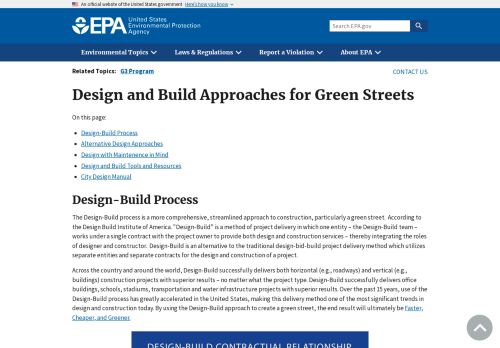 An official website of the United States government Here's how you know
EPA United States
Environmental Protection
Agency
Search EPA.gov
Environmental Topics Laws & Regulations Report a Violation About EPA
Related Topics: G3 Program CONTACT US
Design and Build Approaches for Green Streets
On this page:
Design-Build Process
Alternative Design Approaches
Design with Maintenence in Mind
Design and Build Tools and Resources
City Design Manual
Design-Build Process
The Design-Build process is a more comprehensive, streamlined approach to construction, particularly a green street. According to
the Design Build Institute of America. "Design-Build" is a method of project delivery in which one entity – the Design-Build team –
works under a single contract with the project owner to provide both design and construction services – thereby integrating the roles
of designer and constructor. Design-Build is an alternative to the traditional design-bid-build project delivery method which utilizes
separate entities and separate contracts for the design and construction of a project.
Across the country and around the world, Design-Build successfully delivers both horizontal (e.g., roadways) and vertical (e.g.,
buildings) construction projects with superior results – no matter what the project type. Design-Build successfully delivers office
buildings, schools, stadiums, transportation and water infrastructure projects with superior results. Over the past 15 years, use of the
Design-Build process has greatly accelerated in the United States, making this delivery method one of the most significant trends in
design and construction today. By using the Design-Build approach to create a green street, the end result will ultimately be Faster,
Cheaper, and Greener.
DESIGN-BUILD CONTRACTUAL RELATIONSHIP